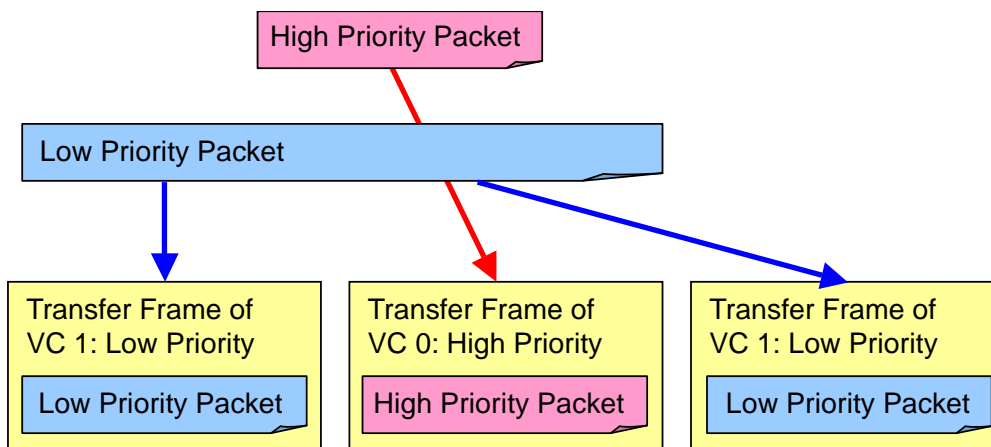 High Priority Packet
Low Priority Packet
Transfer Frame of
VC 1: Low Priority
Low Priority Packet
Transfer Frame of
VC 0: High Priority
High Priority Packet
Transfer Frame of
VC 1: Low Priority
Low Priority Packet